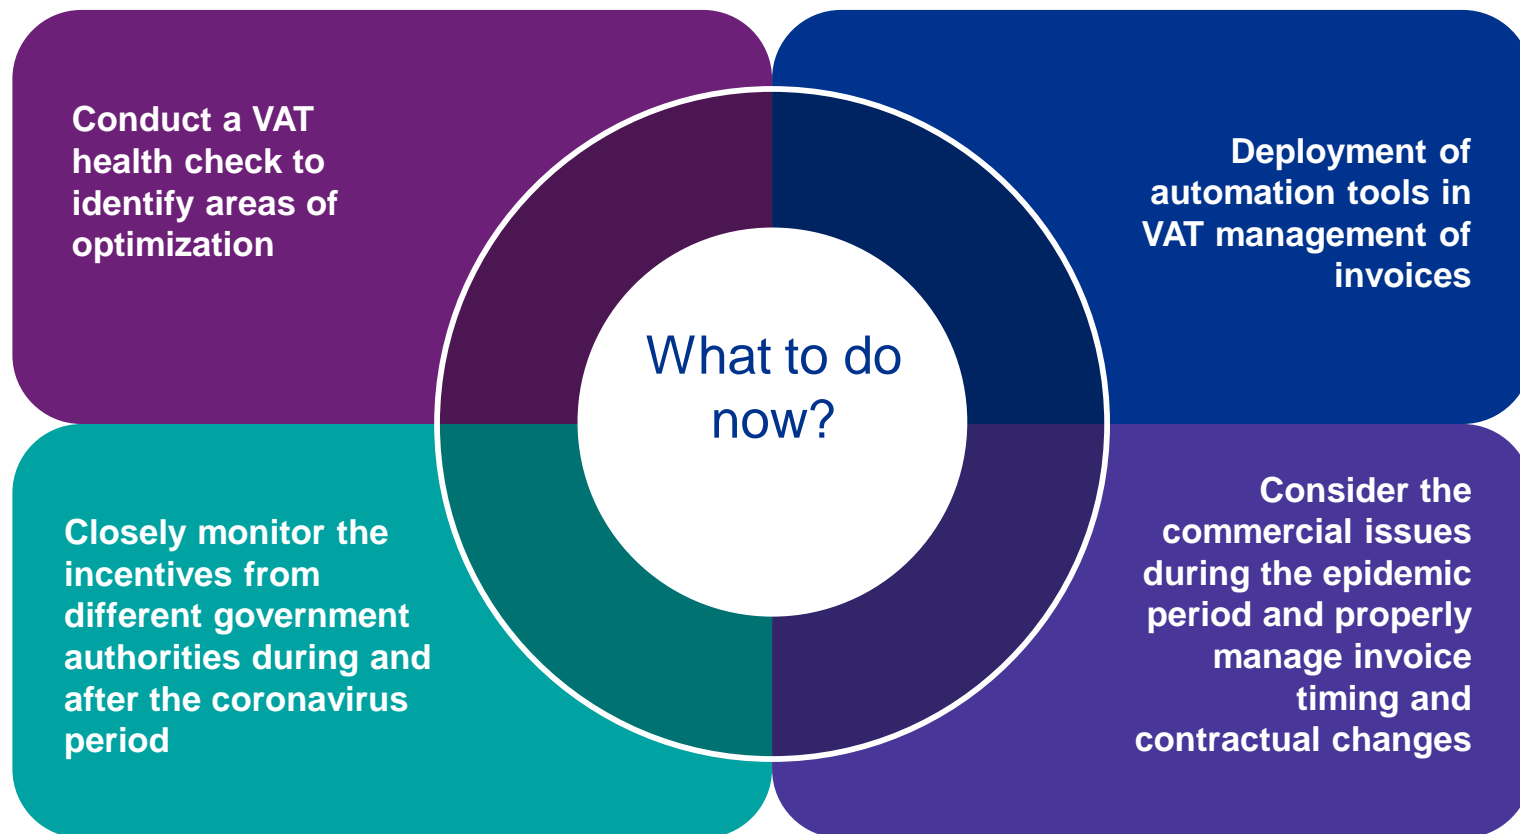 Conduct a VAT
health check to
identify areas of
optimization
Deployment of
automation tools in
VAT management of
invoices
What to do
now?
Closely monitor the
incentives from
different government
authorities during and
after the coronavirus
period
Consider the
commercial issues
during the epidemic
period and properly
manage invoice
timing and
contractual changes